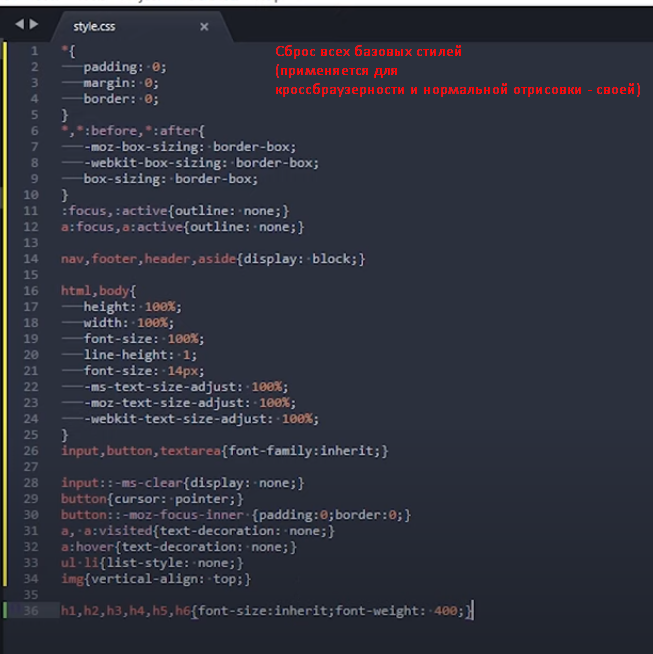 style.css
Сброс всех базовых стилей
(применяется для
кроссбраузерности и нормальной отрисовки - своей)
1 *{
2 padding: 0;
3 margin: 0;
4 border: 0;
5 }
6 *,*:before,*:after{
7 -moz-box-sizing: border-box;
8 -webkit-box-sizing: border-box;
9 box-sizing: border-box;
10 }
11 :focus,:active{outline: none;}
12 a:focus,a:active{outline: none;}
13
14 nav,footer,header,aside{display: block;}
15
16 html,body{
17 height: 100%;
18 width: 100%;
19 font-size: 100%;
20 line-height: 1;
21 font-size: 14px;
22 -ms-text-size-adjust: 100%;
23 -moz-text-size-adjust: 100%;
24 -webkit-text-size-adjust: 100%;
25 }
26 input,button,textarea{font-family:inherit;}
27
28 input::-ms-clear{display: none;}
29 button{cursor: pointer;}
30 button::-moz-focus-inner {padding:0;border:0;}
31 a, a:visited{text-decoration: none;}
32 a:hover{text-decoration: none;}
33 ul li{list-style: none;}
34 img{vertical-align: top;}
35
36 h1,h2,h3,h4,h5,h6{font-size:inherit;font-weight: 400;}